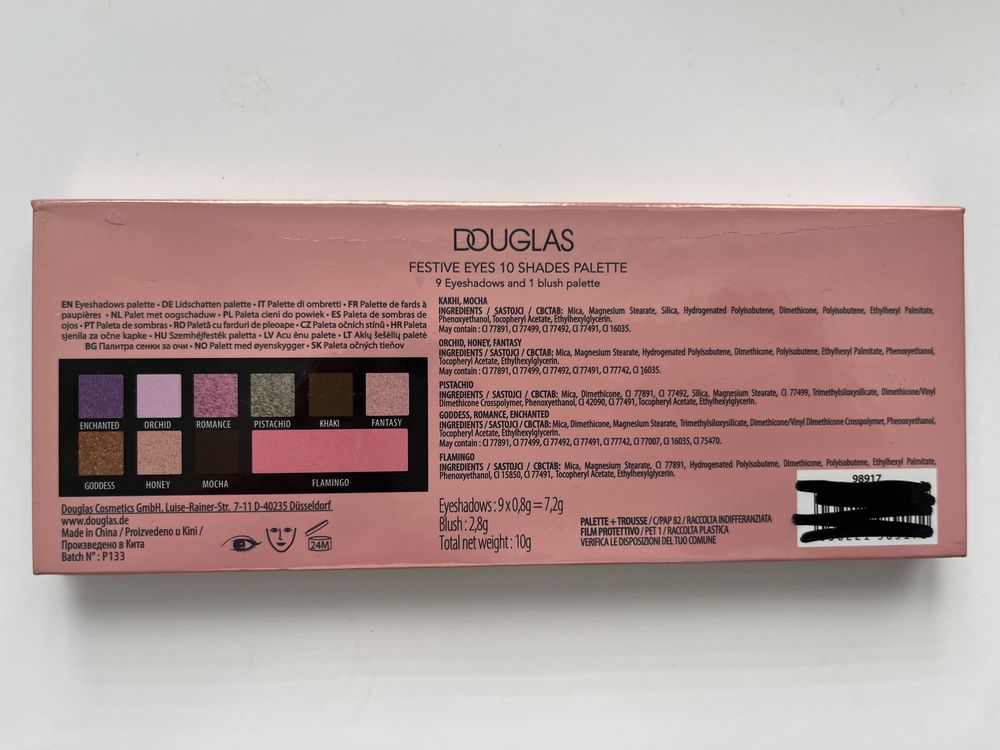 DOUGLAS
FESTIVE EYES 10 SHADES PALETTE
9 Eyeshadows and 1 blush palette
EN Eyeshadows palette • DE Lidschatten palette • IT Palette di ombretti • FR Palette de fards à
paupières • NL Palet met oogschaduw • PL Paleta cieni do powiek • ES Paleta de sombras de
ojos • PT Paleta de sombras • RO Paletă cu farduri de pleoape • CZ Paleta očních stínů • HR Paleta
sjenila za očne kapke • HU Szemhéjfesték paletta • LV Acu ēnu palete • LT Akių šešėlių paletė
BG Палитра сенки за очи • NO Palett med øyenskygger • SK Paleta očných tieňov
ENCHANTED ORCHID ROMANCE PISTACHIO KHAKI FANTASY
GODDESS HONEY MOCHA FLAMINGO
Douglas Cosmetics GmbH, Luise-Rainer-Str. 7-11 D-40235 Düsseldorf
www.douglas.de
Made in China / Proizvedeno u Kini /
Произведено в Кита
Batch N° : P133
24M
KAKHI, MOCHA
INGREDIENTS / SASTOJCI / СВСТАВ: Mica, Magnesium Stearate, Silica, Hydrogenated Polyisobutene, Dimethicone, Polyisobutene, Ethylhexyl Palmitate,
Phenoxyethanol, Tocopheryl Acetate, Ethylhexylglycerin.
May contain : CI 77891, CI 77499, CI 77492, CI 77491, CI 16035.
ORCHID, HONEY, FANTASY
INGREDIENTS / SASTOJCI / СВСТАВ: Mica, Magnesium Stearate, Hydrogenated Polyisobutene, Dimethicone, Polyisobutene, Ethylhexyl Palmitate, Phenoxyethanol,
Tocopheryl Acetate, Ethylhexylglycerin.
May contain : CI 77891, CI 77499, CI 77492, CI 77491, CI 77742, CI 16035.
PISTACHIO
INGREDIENTS / SASTOJCI / СВСТАВ: Mica, Dimethicone, CI 77891, CI 77492, Silica, Magnesium Stearate, CI 77499, Trimethylsiloxysilicate, Dimethicone/Vinyl
Dimethicone Crosspolymer, Phenoxyethanol, CI 42090, CI 77491, Tocopheryl Acetate, Ethylhexylglycerin.
GODDESS, ROMANCE, ENCHANTED
INGREDIENTS / SASTOJCI / СВСТАВ: Mica, Dimethicone, Magnesium Stearate, Trimethylsiloxysilicate, Dimethicone/Vinyl Dimethicone Crosspolymer, Phenoxyethanol,
Tocopheryl Acetate, Ethylhexylglycerin.
May contain : CI 77891, CI 77499, CI 77492, CI 77491, CI 77742, CI 77007, CI 16035, CI 75470.
FLAMINGO
INGREDIENTS / SASTOJCI / СВСТАВ: Mica, Magnesium Stearate, CI 77891, Hydrogenated Polyisobutene, Dimethicone, Polyisobutene, Ethylhexyl Palmitate,
Phenoxyethanol, CI 15850, CI 77491, Tocopheryl Acetate, Ethylhexylglycerin.
Eyeshadows : 9 x 0,8g = 7,2g
Blush : 2,8g
Total net weight : 10g
PALETTE + TROUSSE / C/PAP 82 / RACCOLTA INDIFFERANZIATA
FILM PROTETTIVO / PET 1 / RACCOLTA PLASTICA
VERIFICA LE DISPOSIZIONI DEL TUO COMUNE
98917